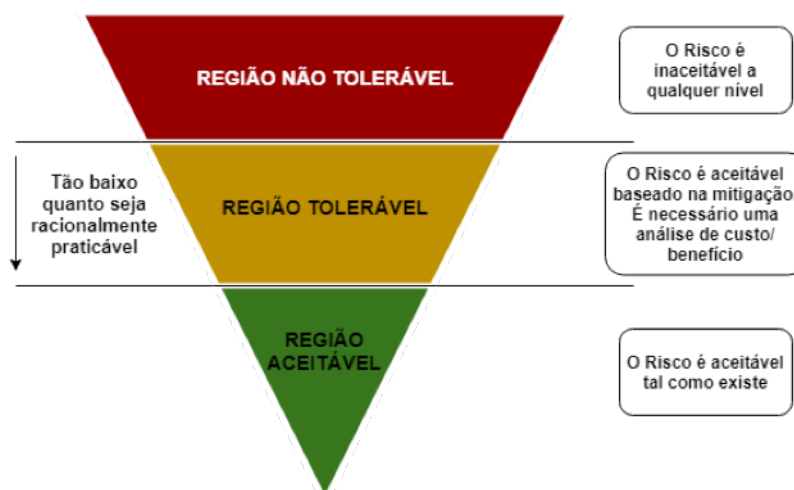 REGIÃO NÃO TOLERÁVEL
O Risco é
inaceitável a
qualquer nível
Tão baixo
quanto seja
racionalmente
praticável
REGIÃO TOLERÁVEL
O Risco é aceitável
baseado na mitigação
É necessário uma
análise de custo/
benefício
REGIÃO
ACEITÁVEL
O Risco é aceitável
tal como existe